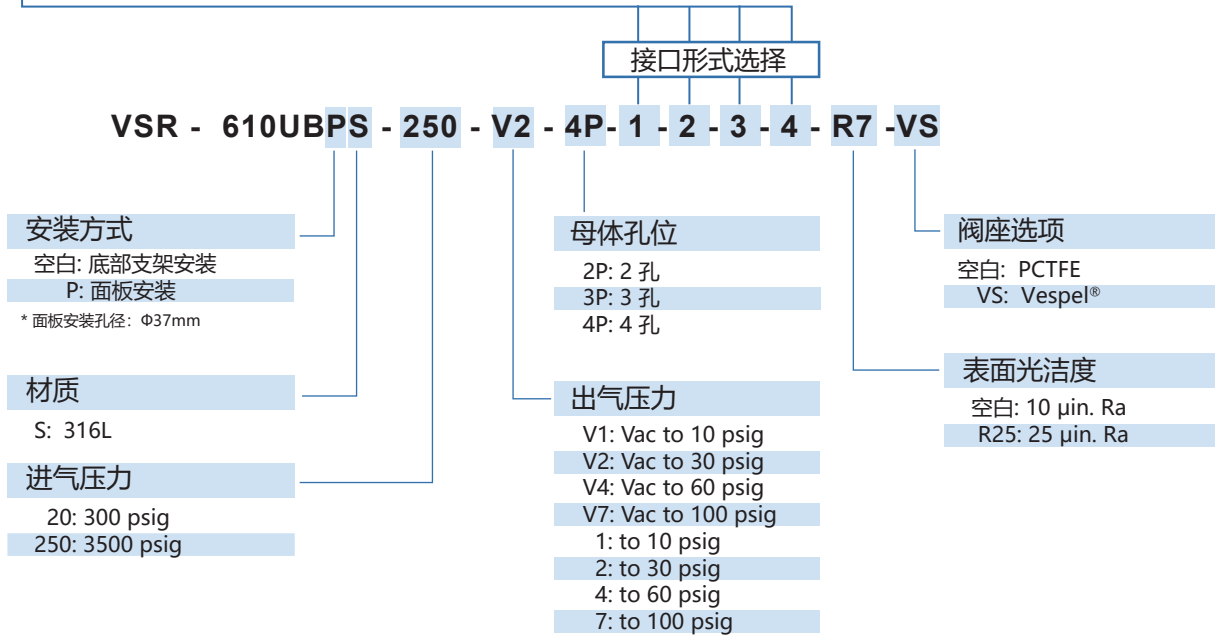 接口形式选择
VSR - 610UBPS - 250 - V2 - 4P- 1 - 2 - 3 - 4 - R7 -VS
安装方式
空白: 底部支架安装
P: 面板安装
* 面板安装孔径: Φ37mm
材质
S: 316L
进气压力
20: 300 psig
250: 3500 psig
母体孔位
2P: 2 孔
3P: 3 孔
4P: 4 孔
出气压力
V1: Vac to 10 psig
V2: Vac to 30 psig
V4: Vac to 60 psig
V7: Vac to 100 psig
1: to 10 psig
2: to 30 psig
4: to 60 psig
7: to 100 psig
阀座选项
空白: PCTFE
VS: Vespel®
表面光洁度
空白: 10 µin. Ra
R25: 25 µin. Ra